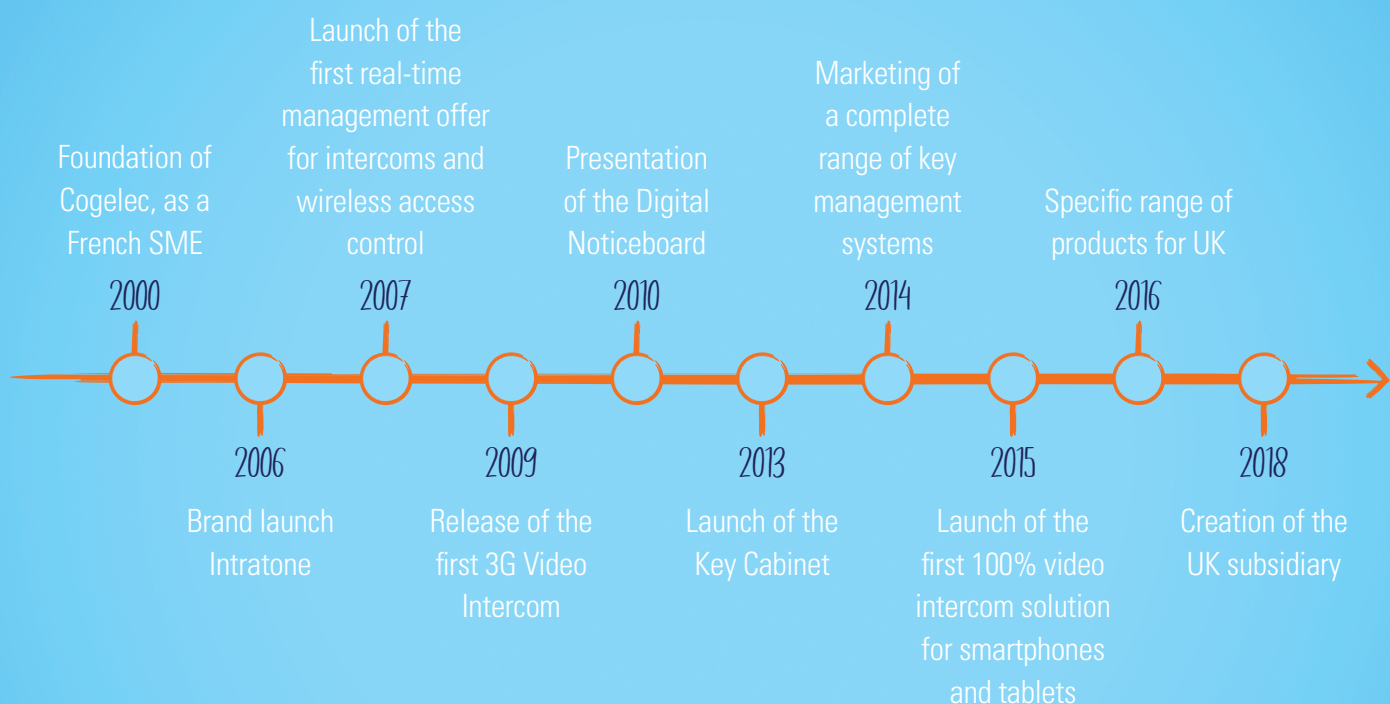 Foundation of
Cogelec, as a
French SME
2000
Brand launch
Intratone
2006
Launch of the
first real-time
management offer
for intercoms and
wireless access
control
2007
2009
Release of the
first 3G Video
Intercom
Presentation
of the Digital
Noticeboard
2010
2013
Launch of the
Key Cabinet
Marketing of
a complete
range of key
management
systems
2014
2015
Launch of the
first 100% video
intercom solution
for smartphones
and tablets
Specific range of
products for UK
2016
2018
Creation of the
UK subsidiary